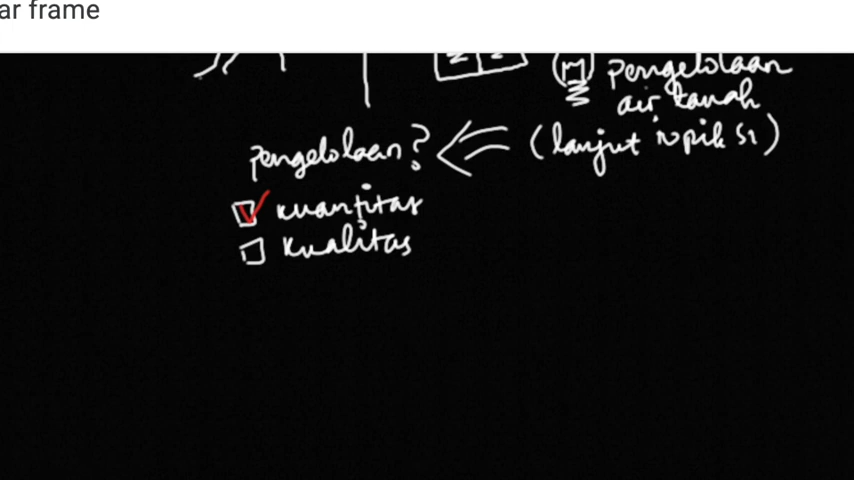 ar frame
pengelolaan
air tanah
pengelolaan? (lanjut topik S1)
kuantitas
kualitas